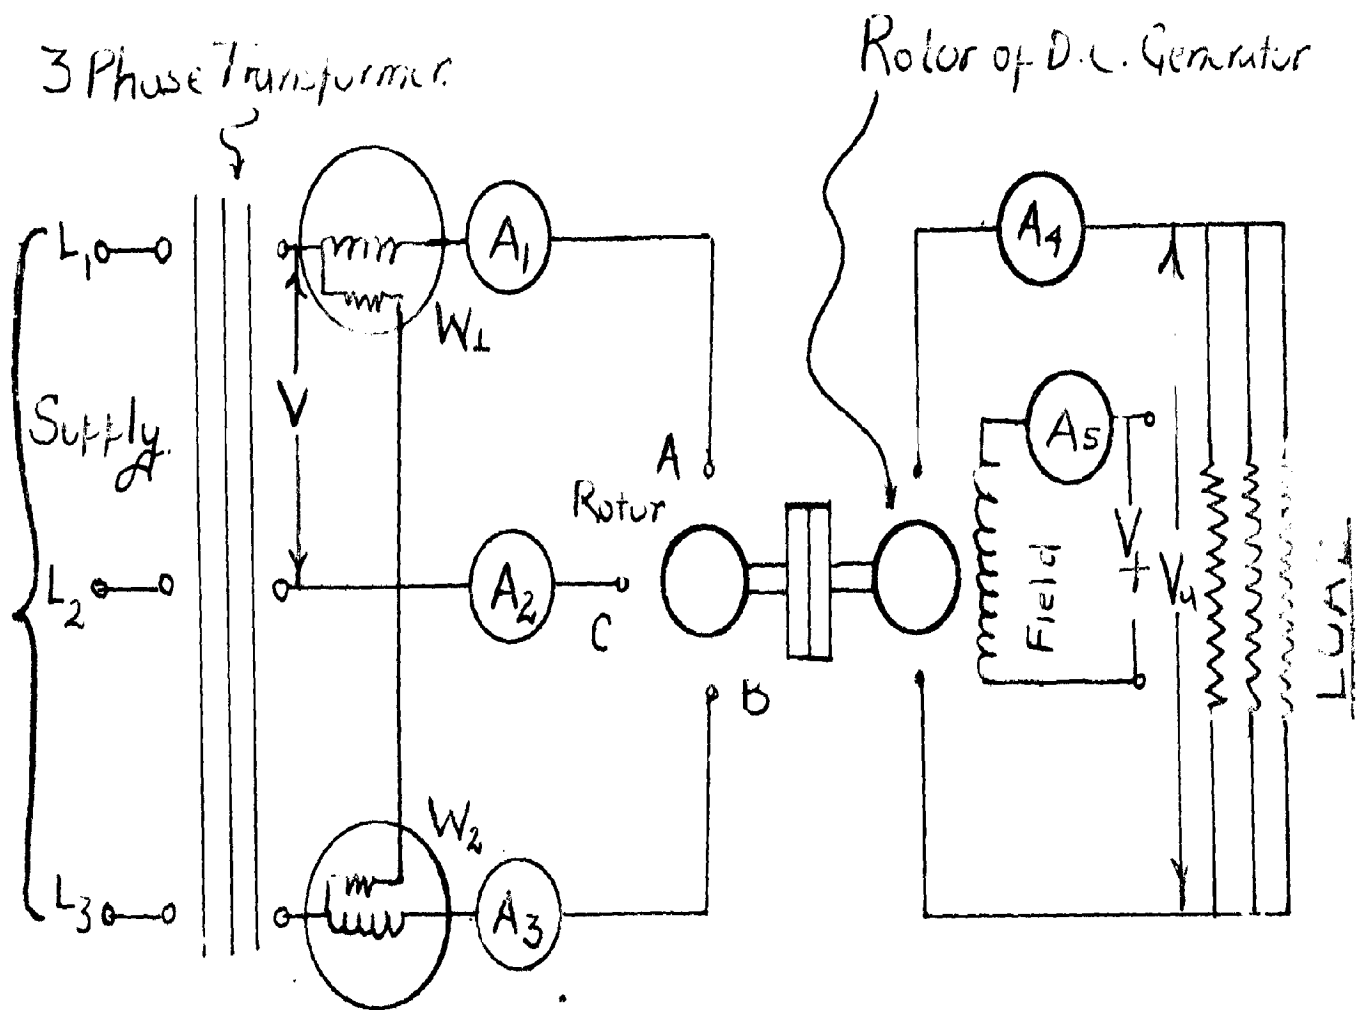 3 Phase Transformer.
Rotor of D.C. Generator
L1
A1
A4
W1
V
Supply.
A
A5
Rotor
V
Field
L2
A2
C
V4
B
W2
L3
A3